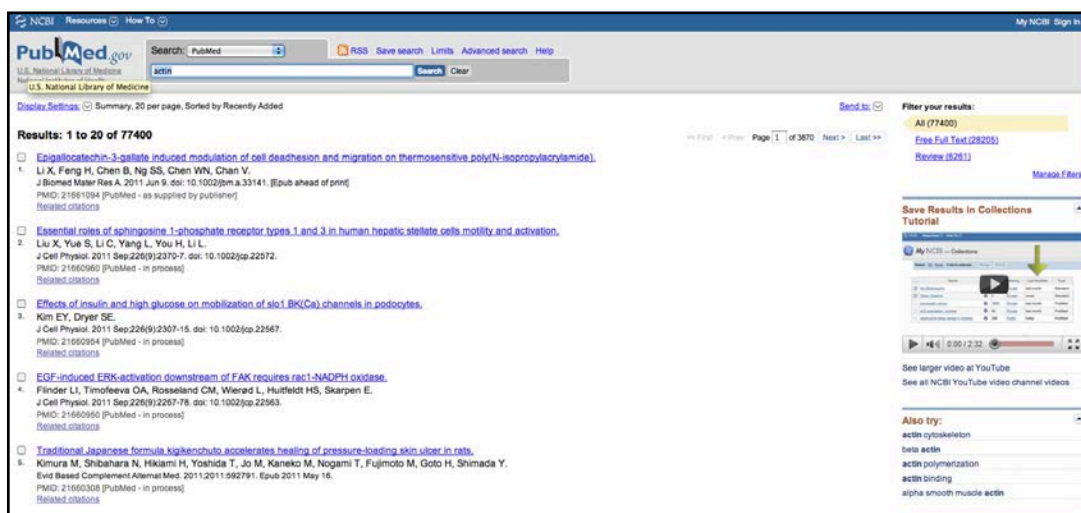 NCBI Resources How To My NCBI Sign In
PubMed.gov
U.S. National Library of Medicine
U.S. National Library of Medicine
Search: PubMed
RSS Save search Limits Advanced search Help
actin Search Clear
Display Settings: Summary, 20 per page, Sorted by Recently Added Send to:
Results: 1 to 20 of 77400
<< First < Prev Page 1 of 3870 Next > Last >>
Epigallocatechin-3-gallate induced modulation of cell deadhesion and migration on thermosensitive poly(N-isopropylacrylamide).
1. Li X, Feng H, Chen B, Ng SS, Chen WN, Chan V.
J Biomed Mater Res A. 2011 Jun 9. doi: 10.1002/jbm.a.33141. [Epub ahead of print]
PMID: 21661094 [PubMed - as supplied by publisher]
Related citations
Essential roles of sphingosine 1-phosphate receptor types 1 and 3 in human hepatic stellate cells motility and activation.
2. Liu X, Yue S, Li C, Yang L, You H, Li L.
J Cell Physiol. 2011 Sep;226(9):2370-7. doi: 10.1002/jcp.22572.
PMID: 21660960 [PubMed - in process]
Related citations
Effects of insulin and high glucose on mobilization of slo1 BK(Ca) channels in podocytes.
3. Kim EY, Dryer SE.
J Cell Physiol. 2011 Sep;226(9):2307-15. doi: 10.1002/jcp.22567.
PMID: 21660954 [PubMed - in process]
Related citations
EGF-induced ERK-activation downstream of FAK requires rac1-NADPH oxidase.
4. Flinder LI, Timofeeva OA, Rosseland CM, Wierød L, Huitfeldt HS, Skarpen E.
J Cell Physiol. 2011 Sep;226(9):2267-78. doi: 10.1002/jcp.22563.
PMID: 21660950 [PubMed - in process]
Related citations
Traditional Japanese formula kigikenchuto accelerates healing of pressure-loading skin ulcer in rats.
5. Kimura M, Shibahara N, Hikiami H, Yoshida T, Jo M, Kaneko M, Nogami T, Fujimoto M, Goto H, Shimada Y.
Evid Based Complement Alternat Med. 2011;2011:592791. Epub 2011 May 16.
PMID: 21660308 [PubMed - in process]
Related citations
Filter your results:
All (77400)
Free Full Text (28205)
Review (6261)
Manage Filters
Save Results in Collections
Tutorial
My NCBI — Collections
0:00 / 2:32
See larger video at YouTube
See all NCBI YouTube video channel videos
Also try:
actin cytoskeleton
beta actin
actin polymerization
actin binding
alpha smooth muscle actin